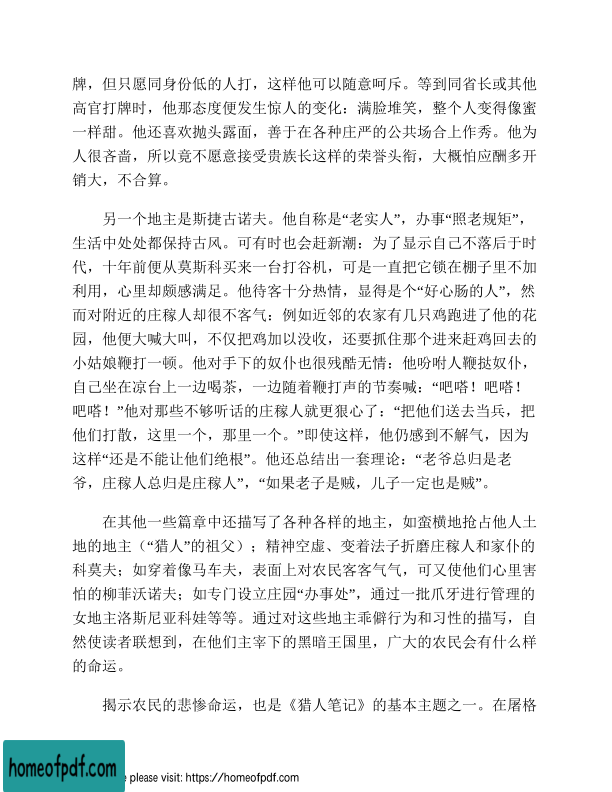 牌，但只愿同身份低的人打，这样他可以随意呵斥。等到同省长或其他
高官打牌时，他那态度便发生惊人的变化：满脸堆笑，整个人变得像蜜
一样甜。他还喜欢抛头露面，善于在各种庄严的公共场合上作秀。他为
人很吝啬，所以竟不愿意接受贵族长这样的荣誉头衔，大概怕应酬多开
销大，不合算。
另一个地主是斯捷古诺夫。他自称是“老实人”，办事“照老规矩”，
生活中处处都保持古风。可有时也会赶新潮：为了显示自己不落后于时
代，十年前便从莫斯科买来一台打谷机，可是一直把它锁在棚子里不加
利用，心里却颇感满足。他待客十分热情，显得是个“好心肠的人”，然
而对附近的庄稼人却很不客气：例如近邻的农家有几只鸡跑进了他的花
园，他便大喊大叫，不仅把鸡加以没收，还要抓住那个进来赶鸡回去的
小姑娘鞭打一顿。他对手下的奴仆也很残酷无情：他吩咐人鞭挞奴仆，
自己坐在凉台上一边喝茶，一边随着鞭打声的节奏喊：“吧嗒！吧嗒！
吧嗒！”他对那些不够听话的庄稼人就更狠心了：“把他们送去当兵，把
他们打散，这里一个，那里一个。”即使这样，他仍感到不解气，因为
这样“还是不能让他们绝根”。他还总结出一套理论：“老爷总归是老
爷，庄稼人总归是庄稼人”，“如果老子是贼，儿子一定也是贼”。
在其他一些篇章中还描写了各种各样的地主，如蛮横地抢占他人土
地的地主（“猎人”的祖父）；精神空虚、变着法子折磨庄稼人和家仆的
科莫夫；如穿着像马车夫，表面上对农民客客气气，可又使他们心里害
怕的柳菲沃诺夫；如专门设立庄园“办事处”，通过一批爪牙进行管理的
女地主洛斯尼亚科娃等等。通过对这些地主乖僻行为和习性的描写，自
然使读者联想到，在他们主宰下的黑暗王国里，广大的农民会有什么样
的命运。
揭示农民的悲惨命运，也是《猎人笔记》的基本主题之一。在屠格
homeofpdf.com
e please visit: https://homeofpdf.com